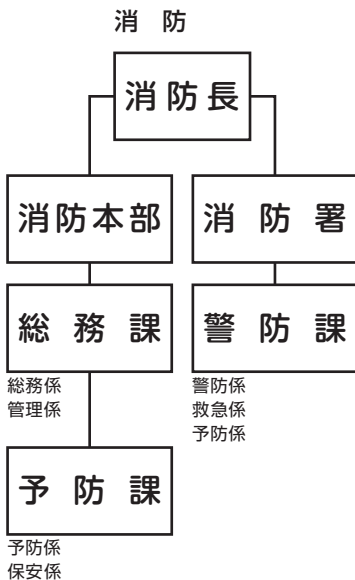 消防
消防長
消防本部
消防署
総務課
警防課
総務係
管理係
警防係
救急係
予防係
予防課
予防係
保安係